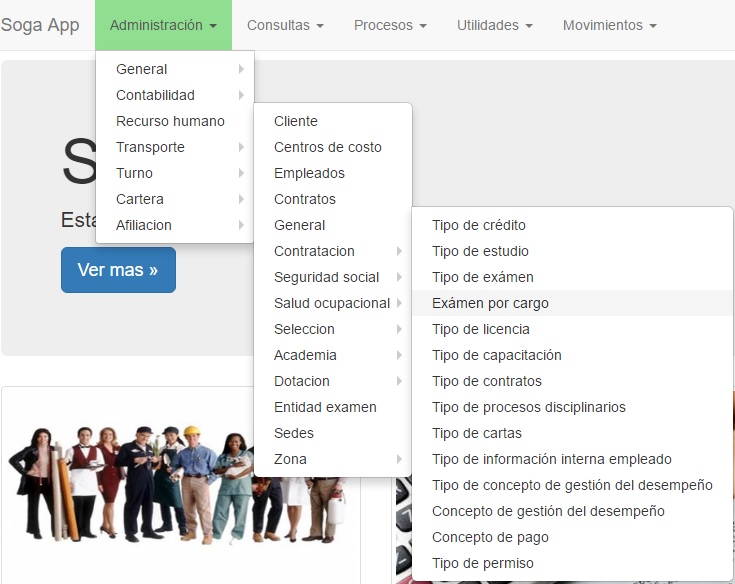 Soga App
Administración
Consultas
Procesos
Utilidades
Movimientos
General
Contabilidad
Recurso humano
Transporte
Turno
Cartera
Afiliacion
Cliente
Centros de costo
Empleados
Contratos
General
Contratacion
Seguridad social
Salud ocupacional
Seleccion
Academia
Dotacion
Entidad examen
Sedes
Zona
Tipo de crédito
Tipo de estudio
Tipo de exámen
Exámen por cargo
Tipo de licencia
Tipo de capacitación
Tipo de contratos
Tipo de procesos disciplinarios
Tipo de cartas
Tipo de información interna empleado
Tipo de concepto de gestión del desempeño
Concepto de gestión del desempeño
Concepto de pago
Tipo de permiso
S
Esta
Ver mas »